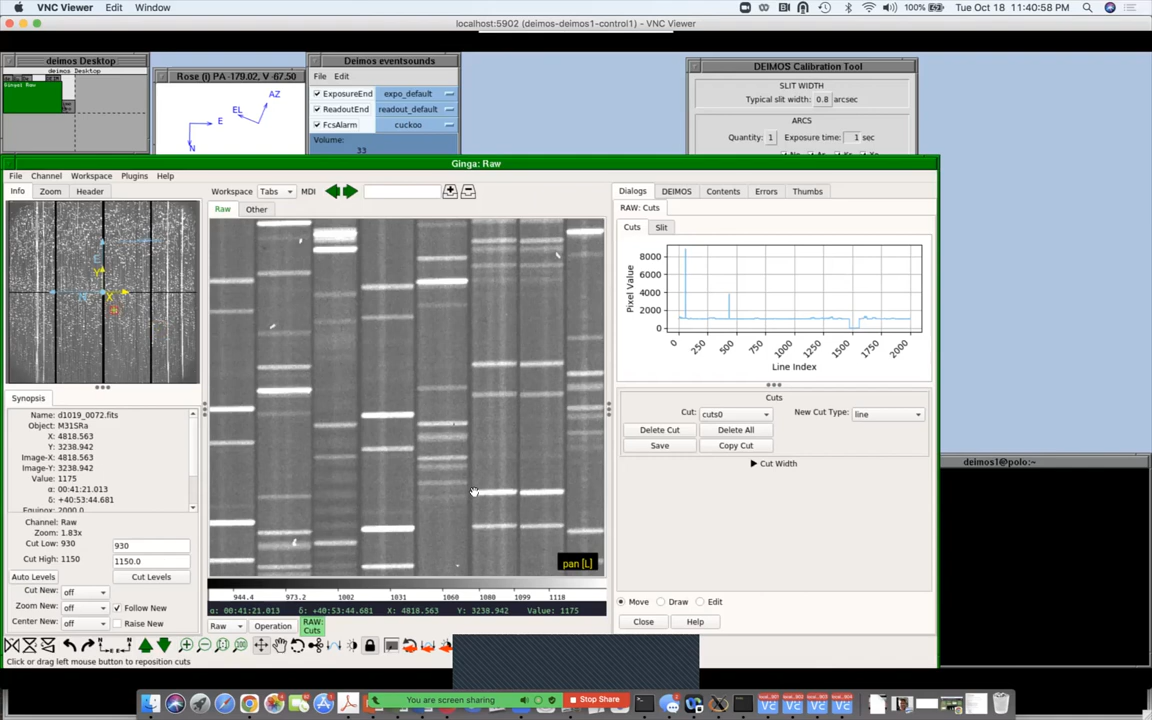 VNC Viewer Edit Window
100% Tue Oct 18 11:40:58 PM
localhost:5902 (deimos-deimos1-control1) - VNC Viewer
deimos Desktop
deimos Desktop
Ginga: Raw
Rose (i) PA -179.02, V -67.50
AZ
EL
E
N
Deimos eventsounds
File Edit
ExposureEnd expo_default
ReadoutEnd readout_default
FcsAlarm cuckoo
Volume:
33
DEIMOS Calibration Tool
SLIT WIDTH
Typical slit width: 0.8 arcsec
ARCS
Quantity: 1 Exposure time: 1 sec
Ginga: Raw
File Channel Workspace Plugins Help
Info Zoom Header
Workspace Tabs MDI
Raw Other
E
Y
N
X
Synopsis
Name: d1019_0072.fits
Object: M31SRa
X: 4818.563
Y: 3238.942
Image-X: 4818.563
Image-Y: 3238.942
Value: 1175
α: 00:41:21.013
δ: +40:53:44.681
Equinox: 2000.0
Channel: Raw
Zoom: 1.83x
Cut Low: 930 930
Cut High: 1150 1150.0
Auto Levels Cut Levels
Cut New: off
Zoom New: off Follow New
Center New: off Raise New
pan [L]
944.4 973.2 1002 1031 1060 1089 1118
α: 00:41:21.013 δ: +40:53:44.681 X: 4818.563 Y: 3238.942 Value: 1175
Raw Operation RAW: Cuts
Click or drag left mouse button to reposition cuts
Dialogs DEIMOS Contents Errors Thumbs
RAW: Cuts
Cuts Slit
Pixel Value
8000
6000
4000
2000
0
0 250 500 750 1000 1250 1500 1750 2000
Line Index
Cuts
Cut: cuts0 New Cut Type: line
Delete Cut Delete All
Save Copy Cut
Cut Width
Move Draw Edit
Close Help
deimos1@polo:~
You are screen sharing Stop Share